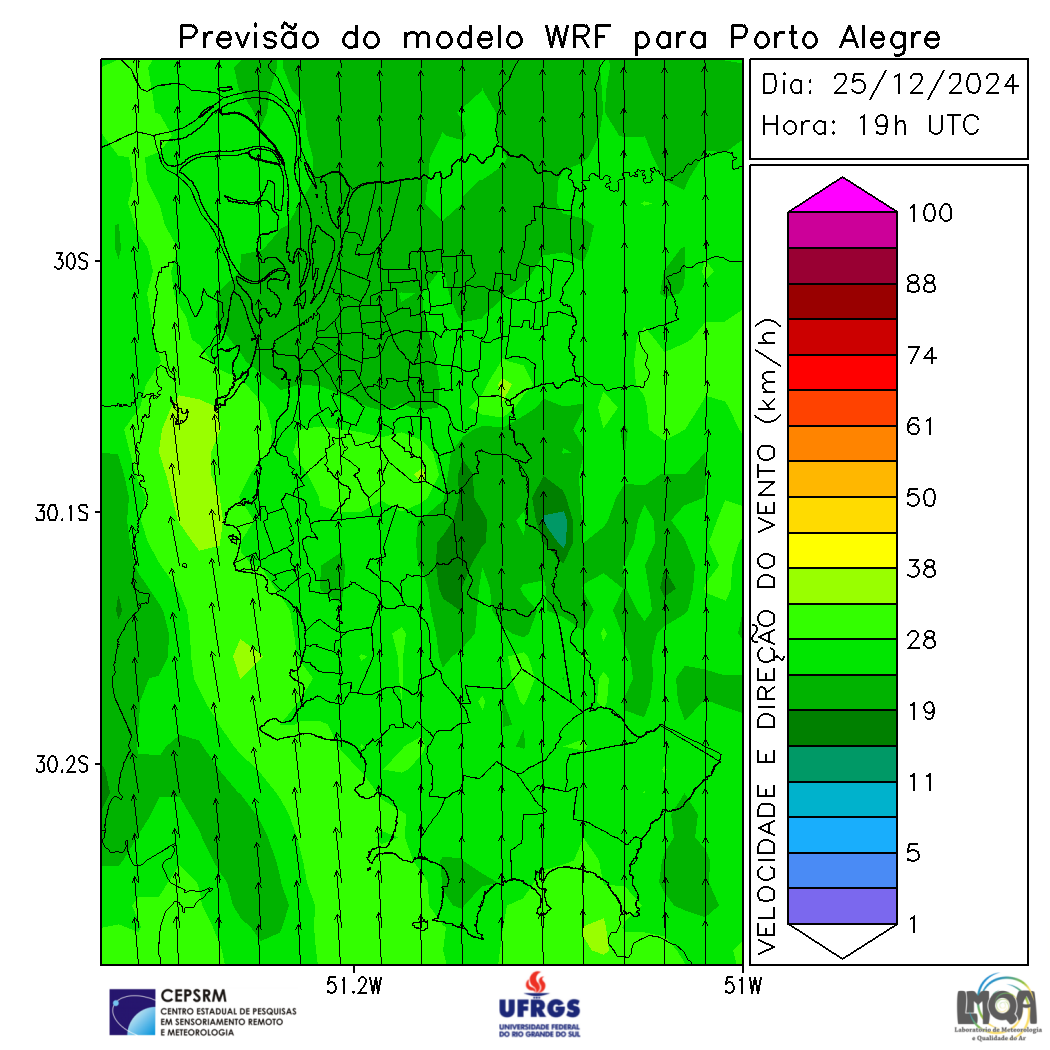 Previsão do modelo WRF para Porto Alegre
Dia: 25/12/2024
Hora: 19h UTC
30S
30.1S
30.2S
51.2W
51W
VELOCIDADE E DIREÇÃO DO VENTO (km/h)
100
88
74
61
50
38
28
19
11
5
1
CEPSRM
CENTRO ESTADUAL DE PESQUISAS
EM SENSORIAMENTO REMOTO
E METEOROLOGIA
UFRGS
UNIVERSIDADE FEDERAL
DO RIO GRANDE DO SUL
LMQA
Laboratório de Meteorologia
e Qualidade do Ar